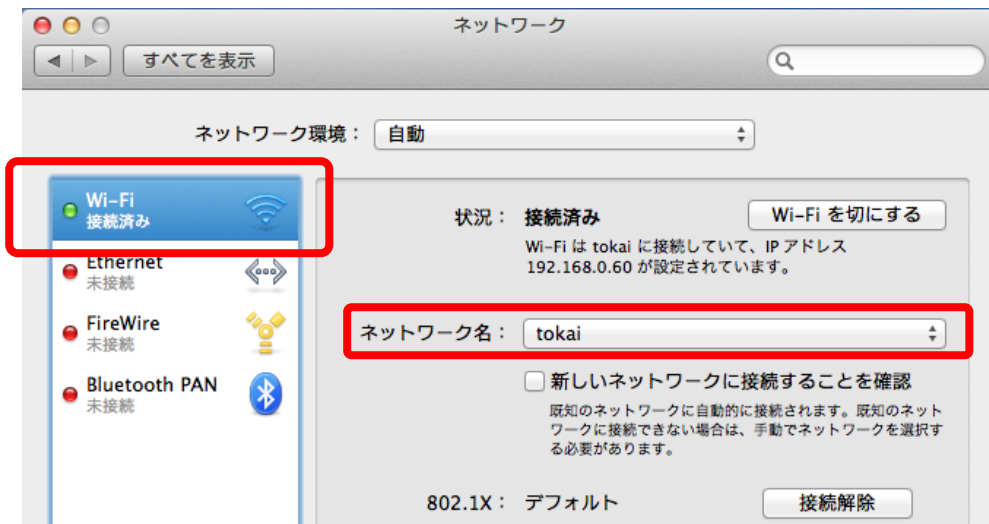 ネットワーク
すべてを表示
ネットワーク環境： 自動
Wi-Fi
接続済み
Ethernet
未接続
FireWire
未接続
Bluetooth PAN
未接続
状況： 接続済み Wi-Fi を切にする
Wi-Fi は tokai に接続していて、IP アドレス
192.168.0.60 が設定されています。
ネットワーク名： tokai
新しいネットワークに接続することを確認
既知のネットワークに自動的に接続されます。既知のネット
ワークに接続できない場合は、手動でネットワークを選択す
る必要があります。
802.1X： デフォルト 接続解除